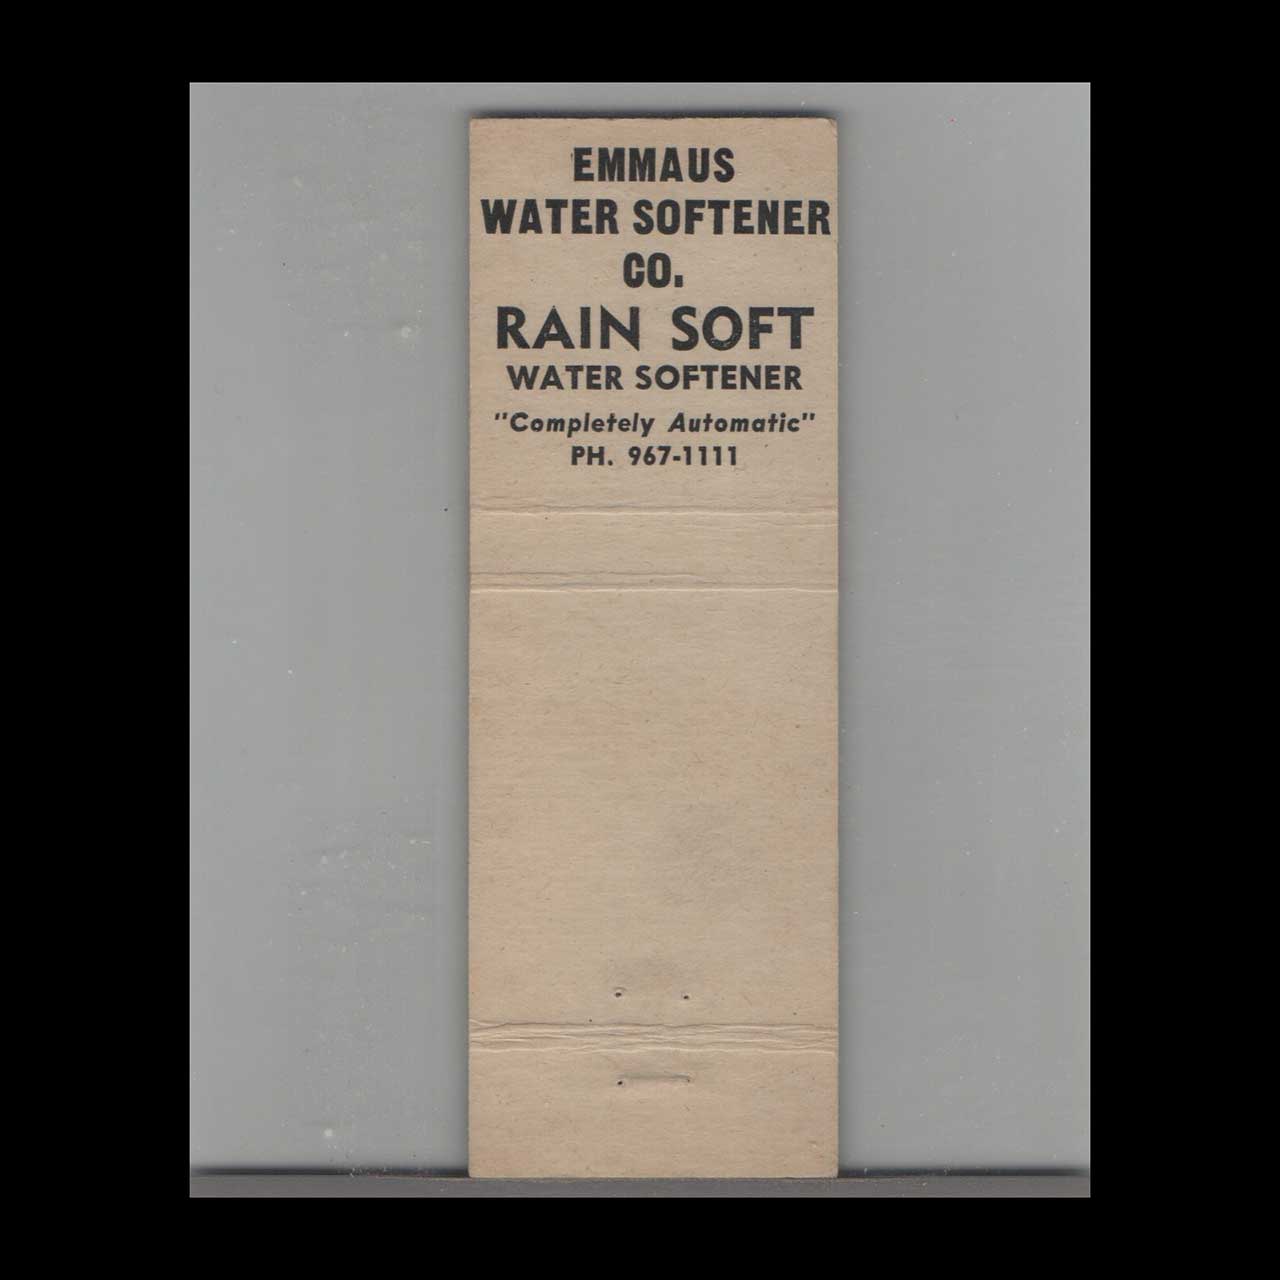 EMMAUS
WATER SOFTENER
CO.
RAIN SOFT
WATER SOFTENER
"Completely Automatic"
PH. 967-1111